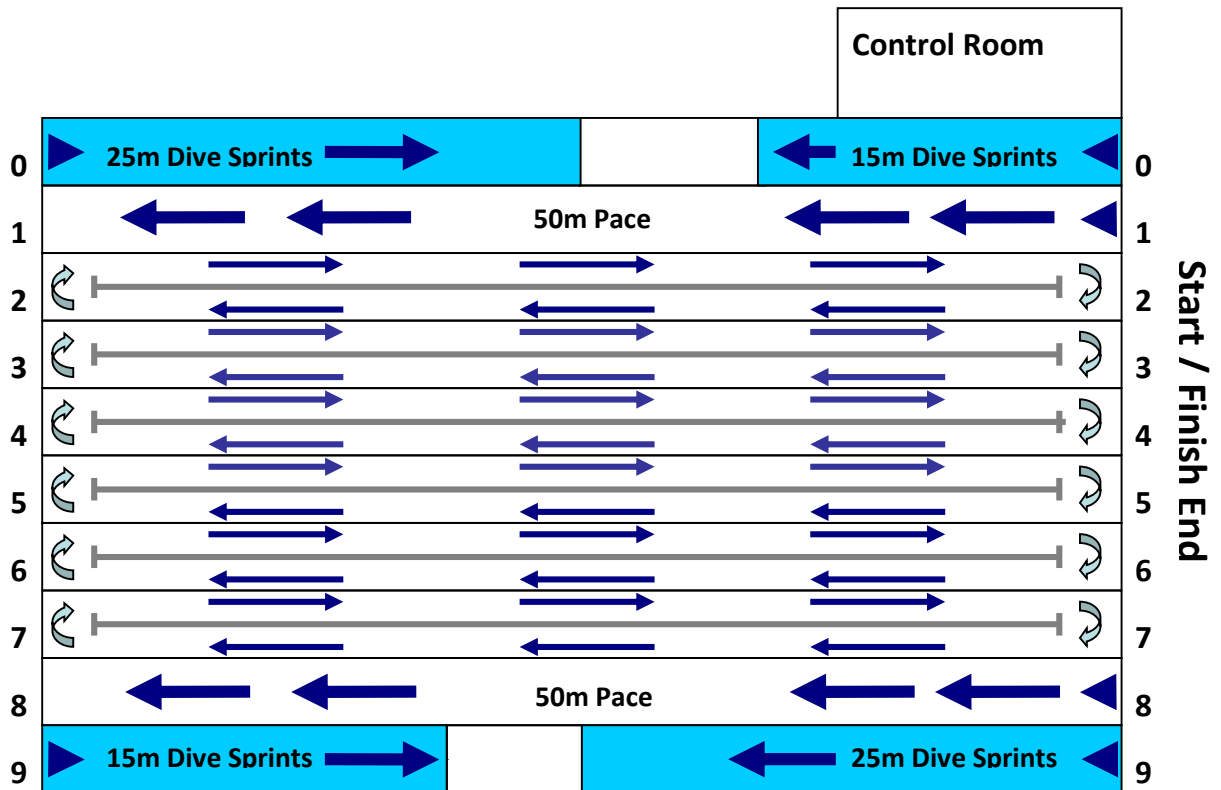 Control Room
0 25m Dive Sprints 15m Dive Sprints 0
1 50m Pace 1
2 2
3 3
4 4
5 5
6 6
7 7
8 50m Pace 8
9 15m Dive Sprints 25m Dive Sprints 9
Start / Finish End